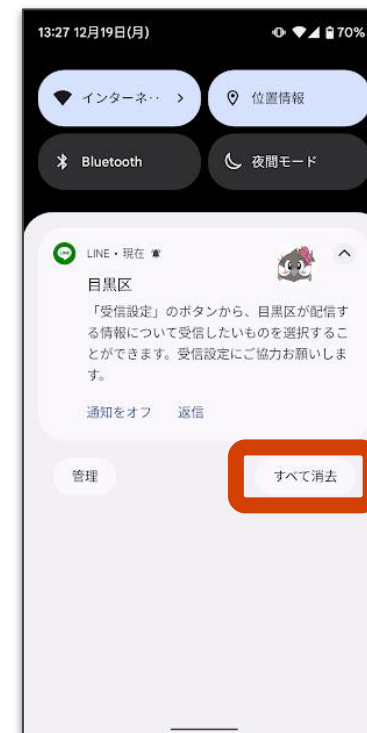 13:27 12月19日(月) 70%
インターネ‥ 位置情報
Bluetooth 夜間モード
LINE・現在
目黒区
「受信設定」のボタンから、目黒区が配信す
る情報について受信したいものを選択するこ
とができます。受信設定にご協力お願いしま
す。
通知をオフ 返信
管理 すべて消去